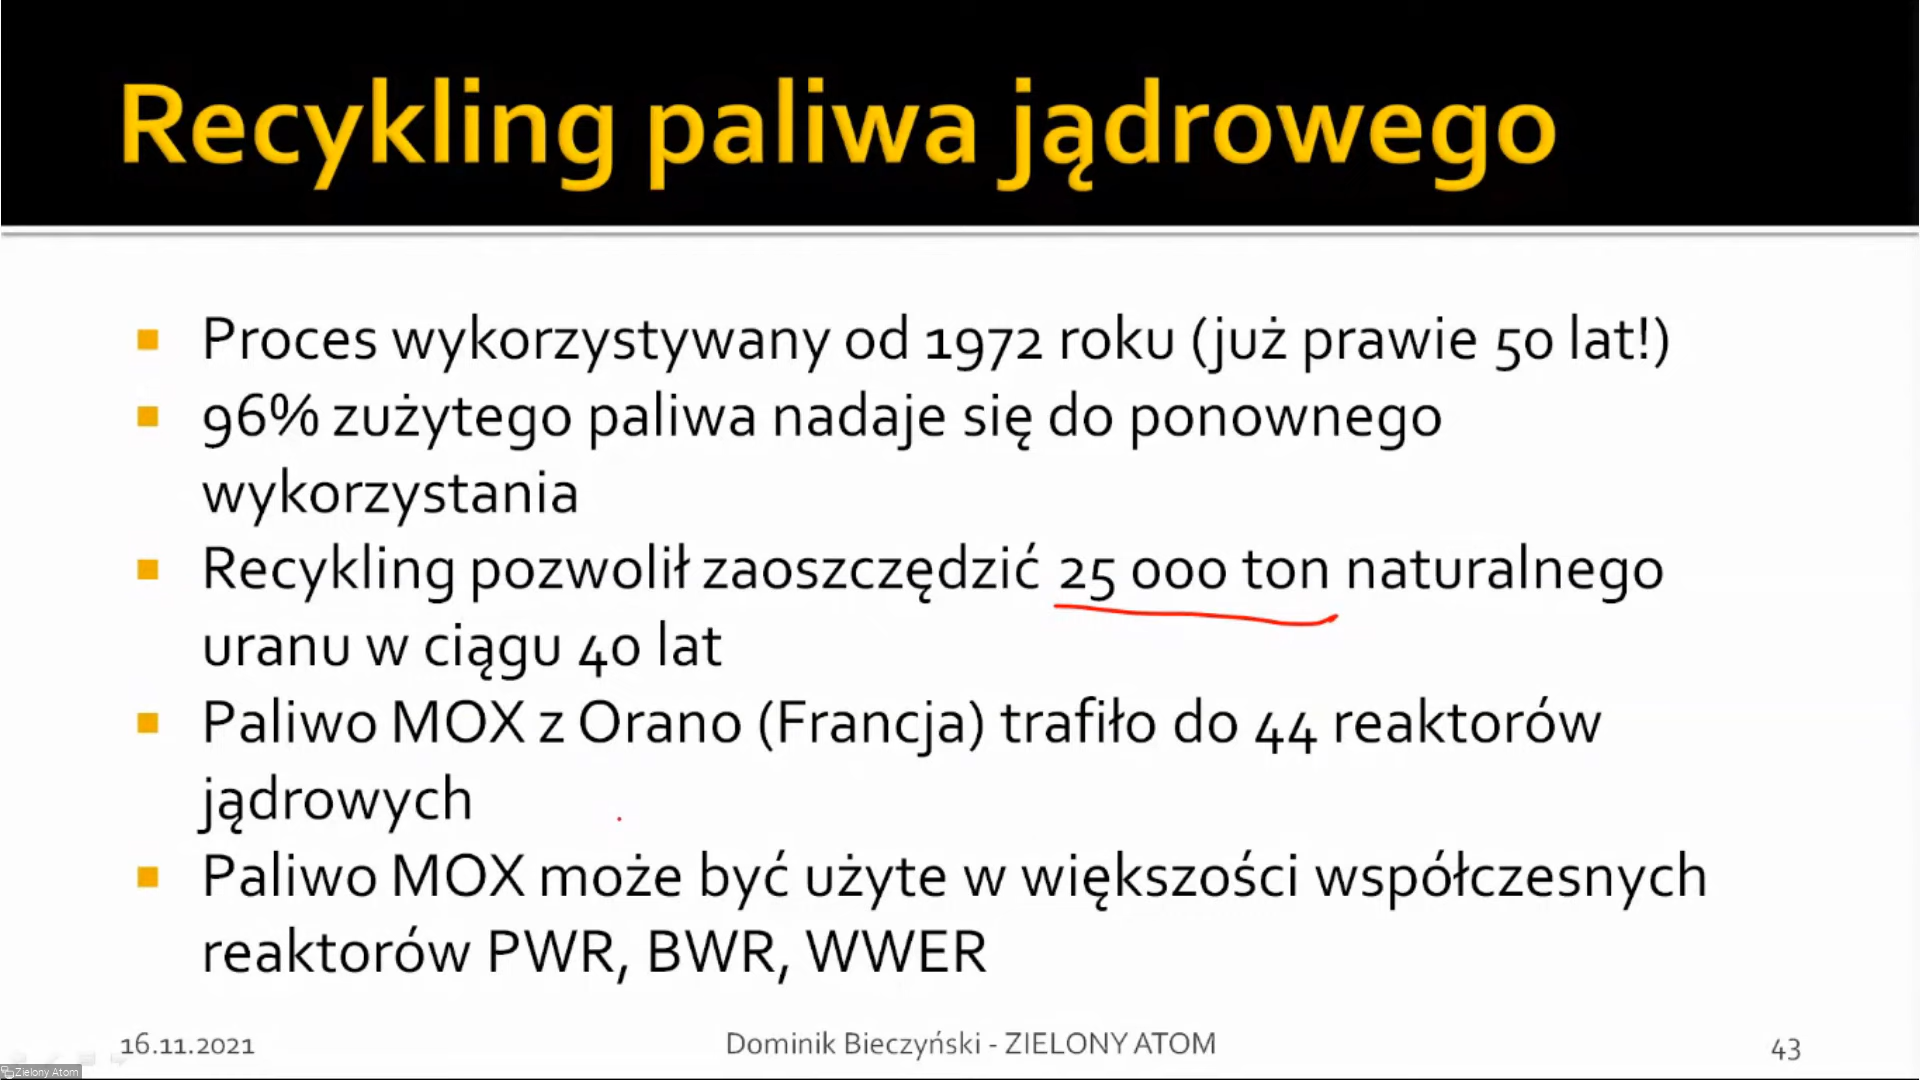 Recykling paliwa jądrowego
Proces wykorzystywany od 1972 roku (już prawie 50 lat!)
96% zużytego paliwa nadaje się do ponownego
wykorzystania
Recykling pozwolił zaoszczędzić 25 000 ton naturalnego
uranu w ciągu 40 lat
Paliwo MOX z Orano (Francja) trafiło do 44 reaktorów
jądrowych
Paliwo MOX może być użyte w większości współczesnych
reaktorów PWR, BWR, WWER
16.11.2021 Dominik Bieczyński - ZIELONY ATOM 43
Zielony Atom